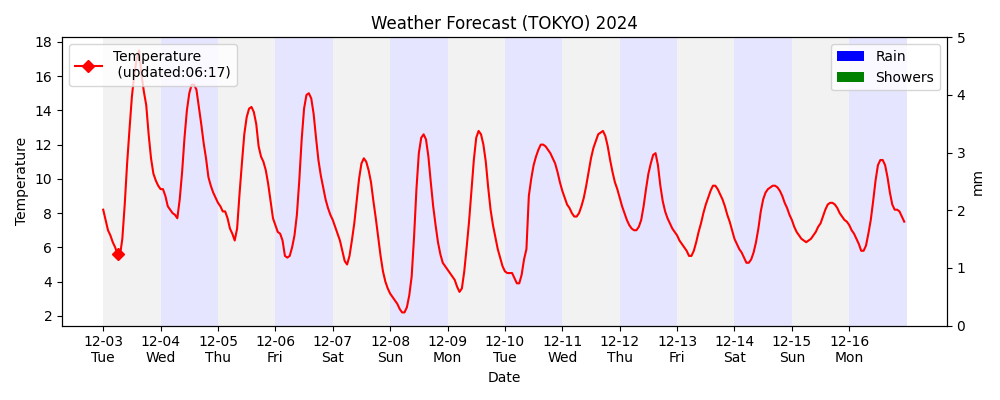 Weather Forecast (TOKYO) 2024
Temperature
(updated:06:17)
Rain
Showers
Temperature
18
16
14
12
10
8
6
4
2
5
4
3
2
1
0
mm
12-03 12-04 12-05 12-06 12-07 12-08 12-09 12-10 12-11 12-12 12-13 12-14 12-15 12-16
Tue Wed Thu Fri Sat Sun Mon Tue Wed Thu Fri Sat Sun Mon
Date